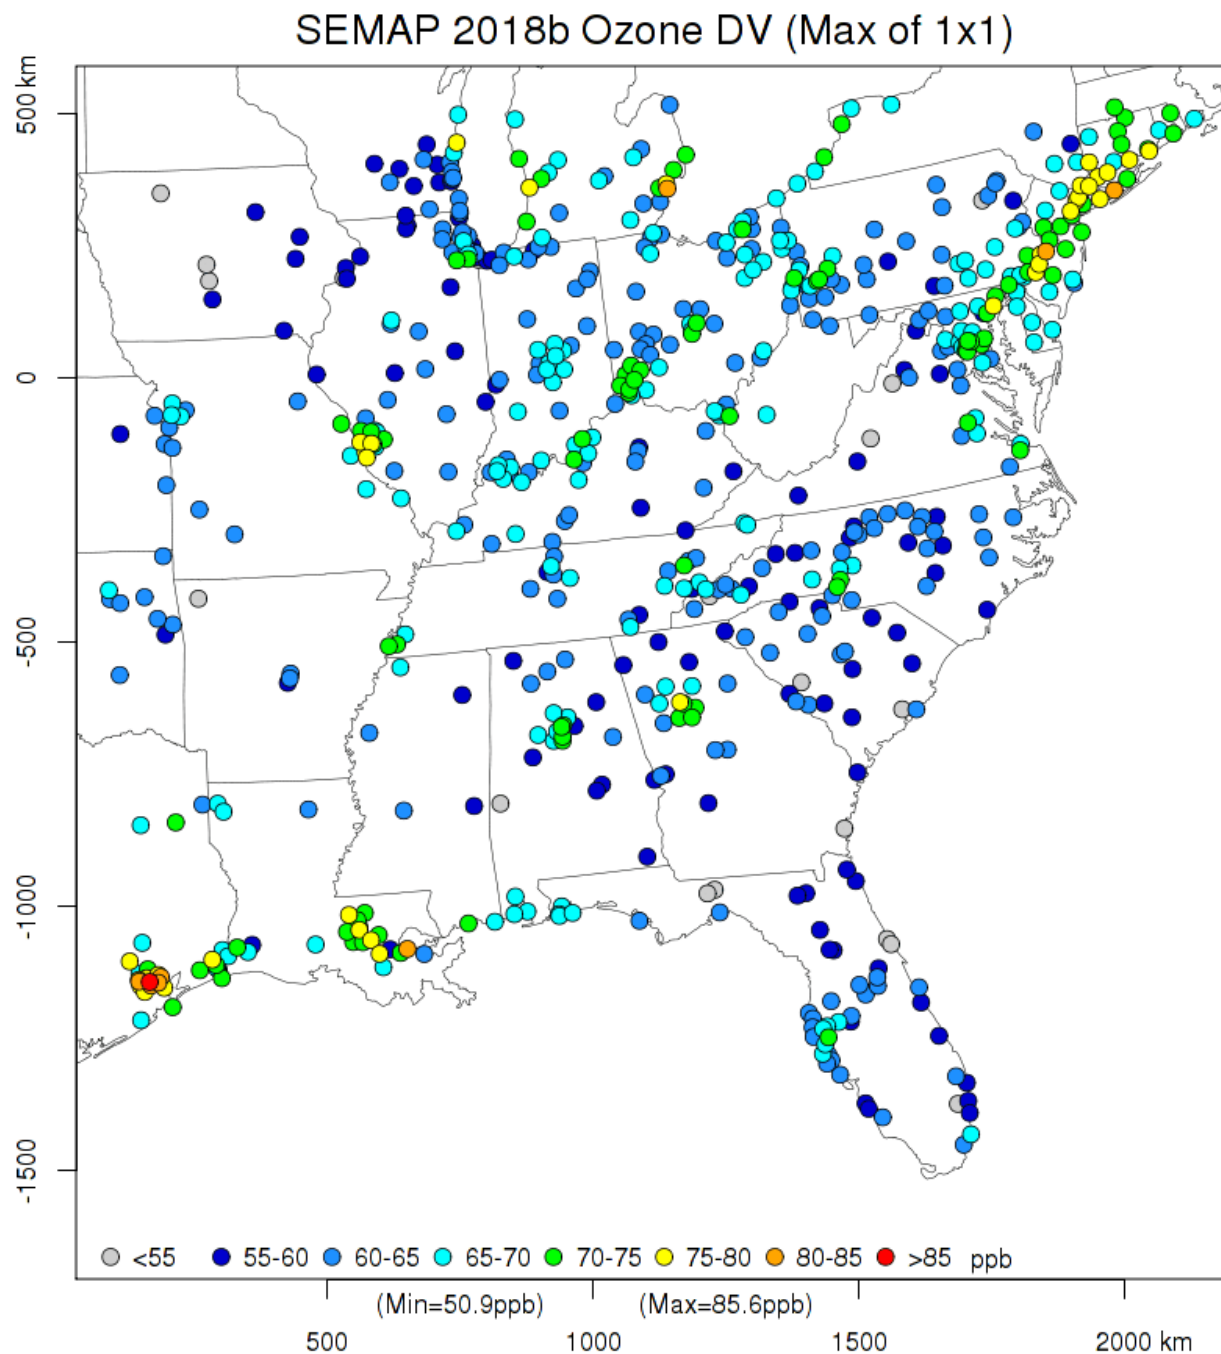 SEMAP 2018b Ozone DV (Max of 1x1)
500 km
0
-500
-1000
-1500
<55 55-60 60-65 65-70 70-75 75-80 80-85 >85 ppb
(Min=50.9ppb) (Max=85.6ppb)
500 1000 1500 2000 km